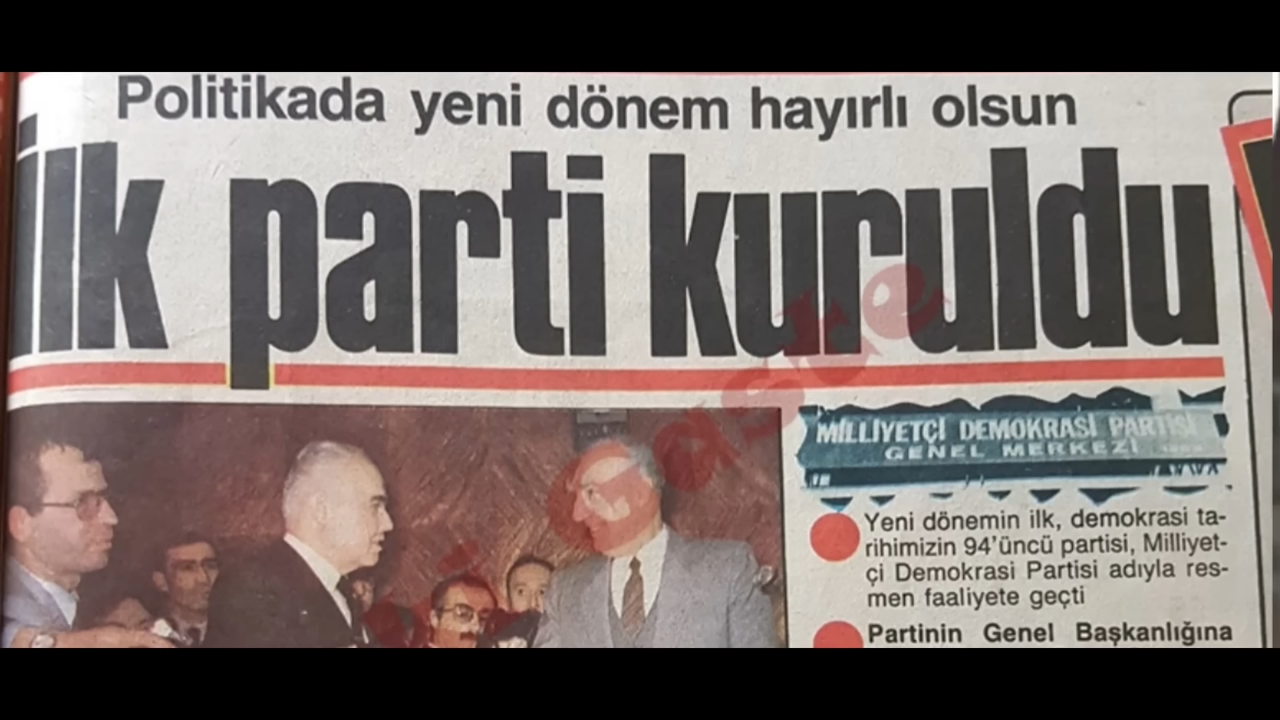 Politikada yeni dönem hayırlı olsun
İlk parti kuruldu
MİLLİYETÇİ DEMOKRASİ PARTİSİ
GENEL MERKEZİ
Yeni dönemin ilk, demokrasi ta-
rihimizin 94'üncü partisi, Milliyet-
çi Demokrasi Partisi adıyla res-
men faaliyete geçti
Partinin Genel Başkanlığına
Gaste